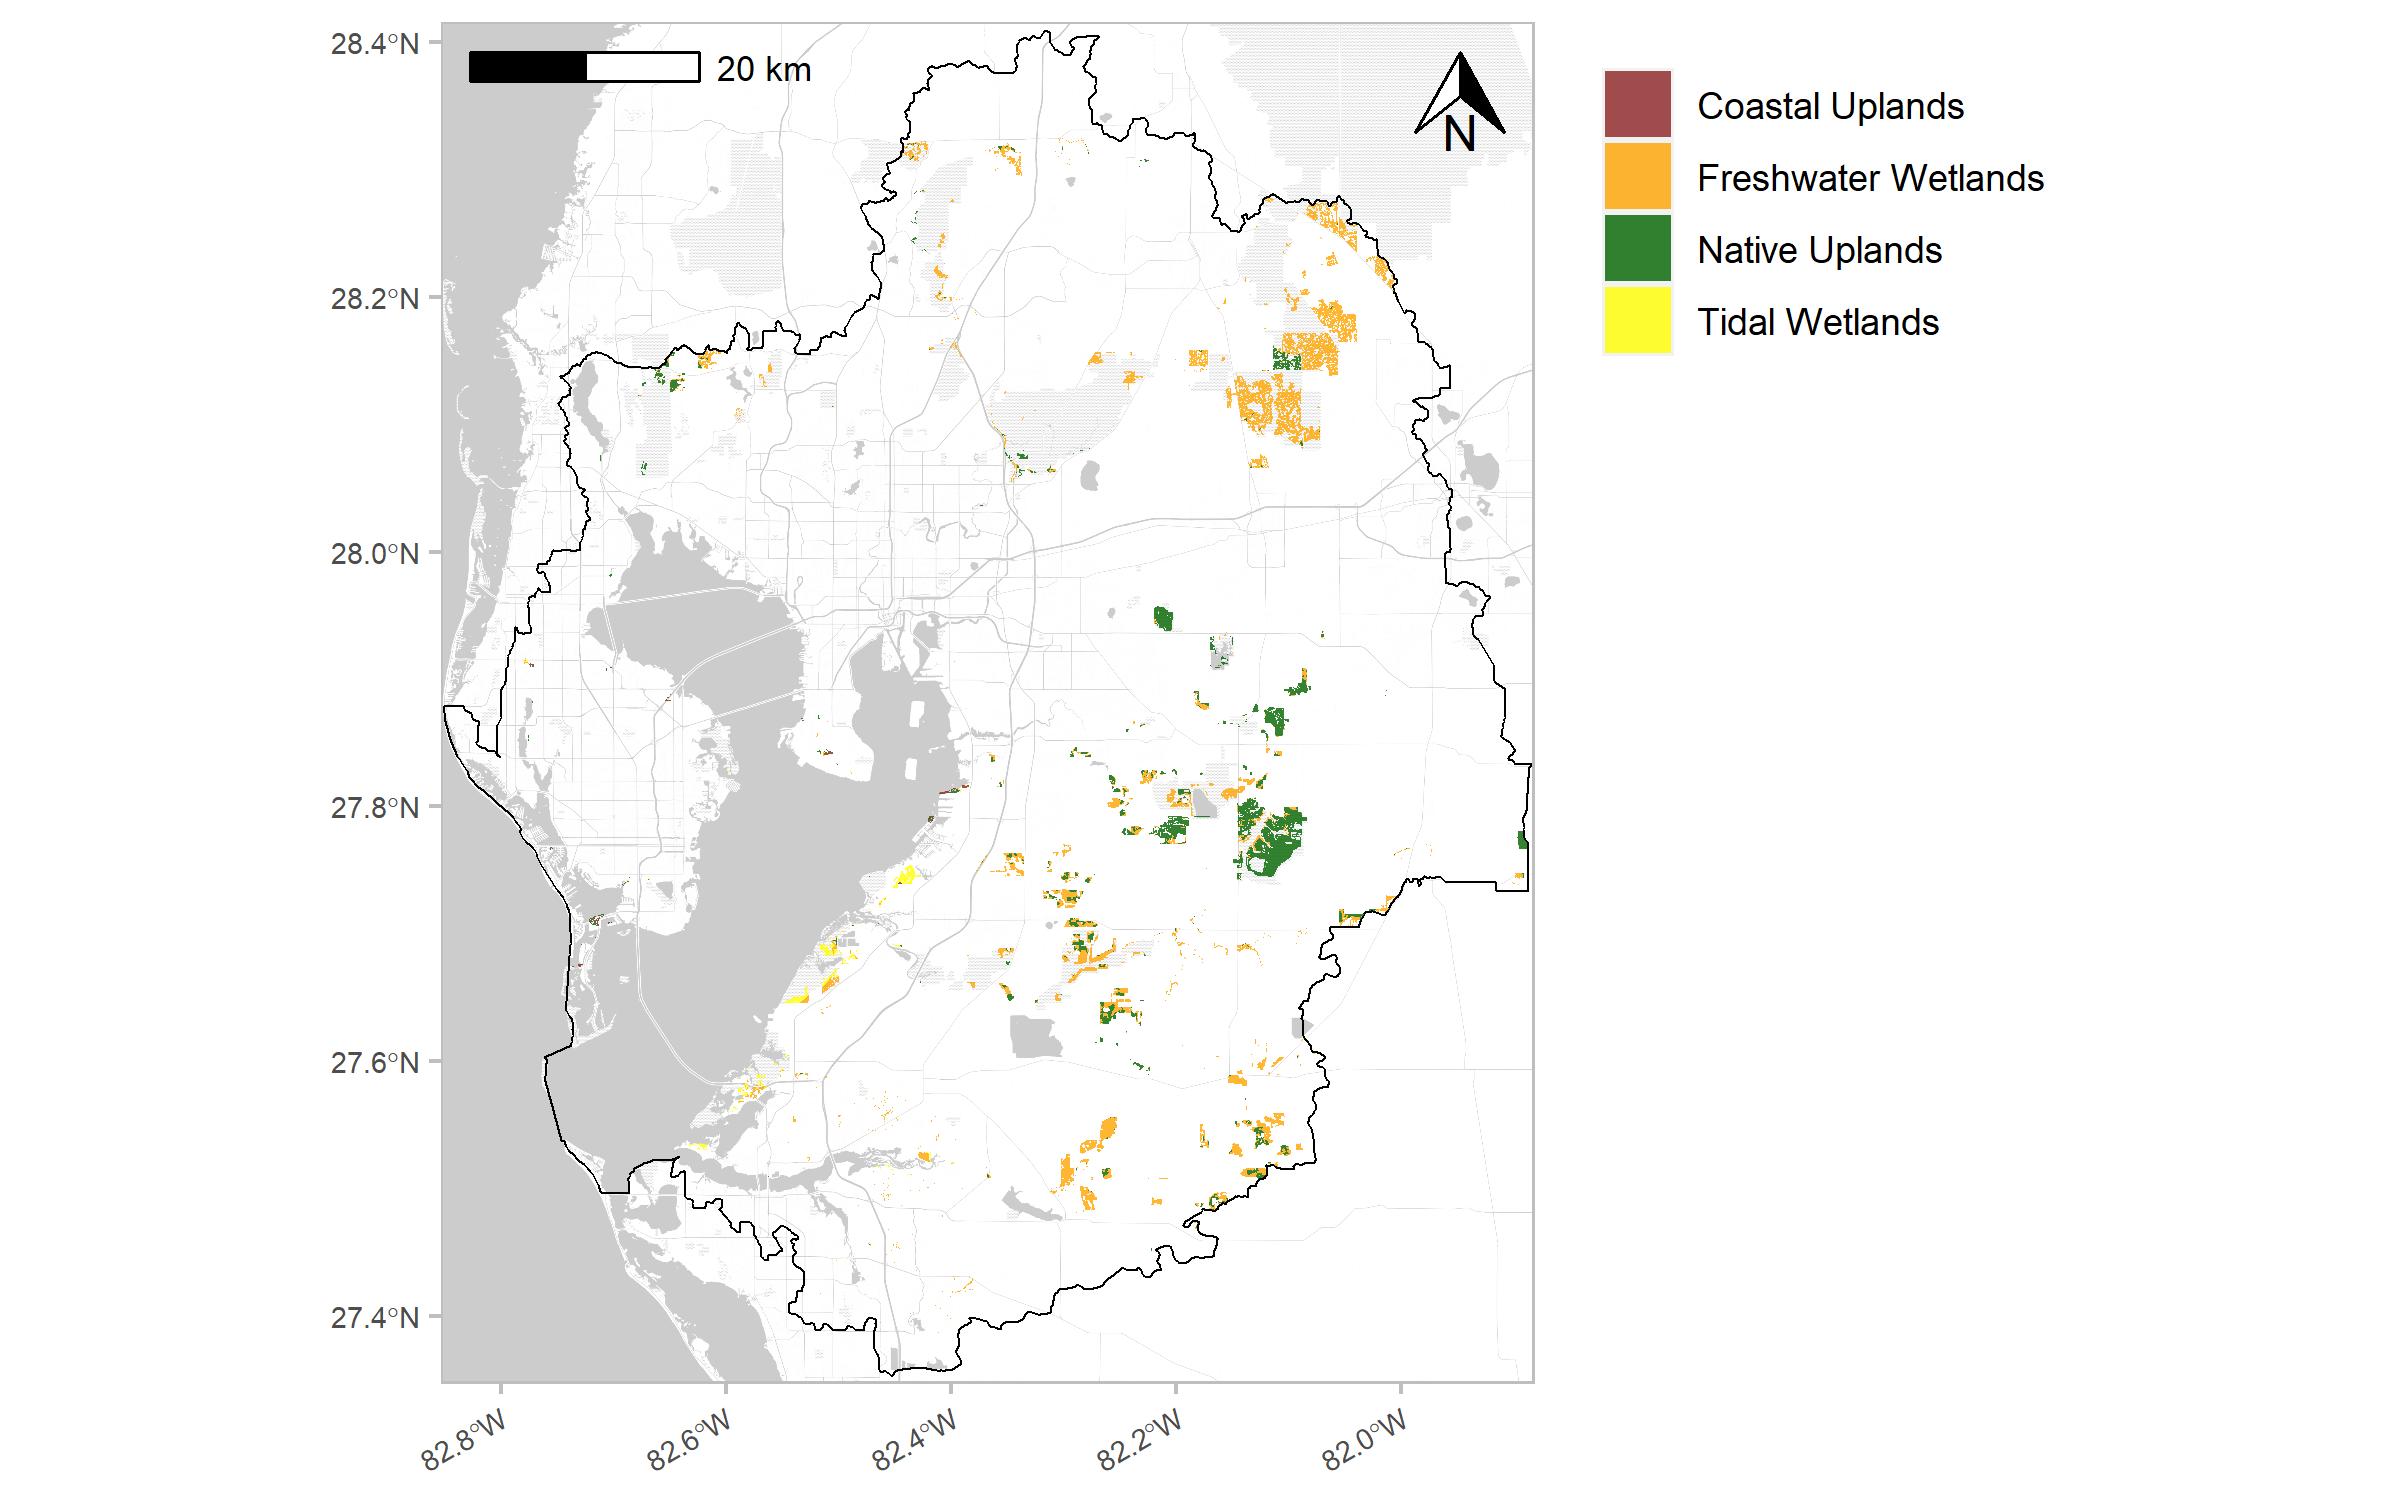 28.4°N
28.2°N
28.0°N
27.8°N
27.6°N
27.4°N
82.8°W
82.6°W
82.4°W
82.2°W
82.0°W
20 km
N
Coastal Uplands
Freshwater Wetlands
Native Uplands
Tidal Wetlands